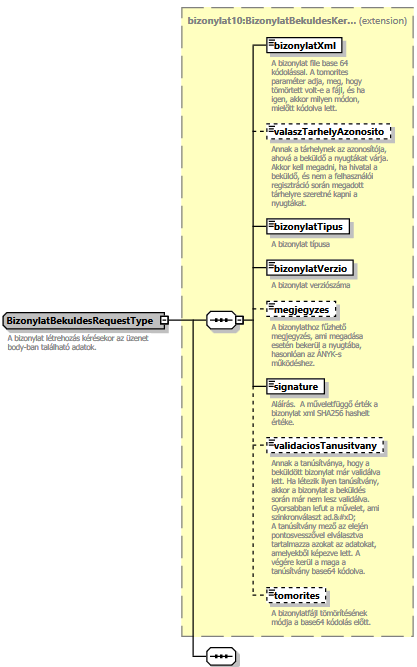 bizonylat10:BizonylatBekuldesKer... (extension)
bizonylatXml
A bizonylat file base 64
kódolással. A tomorites
paraméter adja, meg, hogy
tömörtett volt-e a fájl, és ha
igen, akkor milyen módon,
mielőtt kódolva lett.
valaszTarhelyAzonosito
Annak a tárhelynek az azonosítója,
ahová a beküldő a nyugtákat várja.
Akkor kell megadni, ha hivatal a
beküldő, és nem a felhasználói
regisztráció során megadott
tárhelyre szeretné kapni a
nyugtákat.
bizonylatTipus
A bizonylat típusa
bizonylatVerzio
A bizonylat verziószáma
megjegyzes
A bizonylathoz fűzhető
megjegyzés, ami megadása
esetén bekerül a nyugtába,
hasonlóan az ÁNYK-s
működéshez.
BizonylatBekuldesRequestType
A bizonylat létrehozás kérésekor az üzenet
body-ban található adatok.
signature
Aláírás.  A műveletfüggő érték a
bizonylat xml SHA256 hashelt
értéke.
validaciosTanusitvany
Annak a tanúsítványa, hogy a
beküldött bizonylat már validálva
lett. Ha létezik ilyen tanúsítvány,
akkor a bizonylat a beküldés
során már nem lesz validálva.
Gyorsabban lefut a művelet, ami
szinkronválaszt ad.&#xD;
A tanúsítvány mező az elején
pontosvesszővel elválasztva
tartalmazza azokat az adatokat,
amelyekből képezve lett. A
végére kerül a maga a
tanúsítvány base64 kódolva.
tomorites
A bizonylatfájl tömörítésének
módja a base64 kódolás előtt.